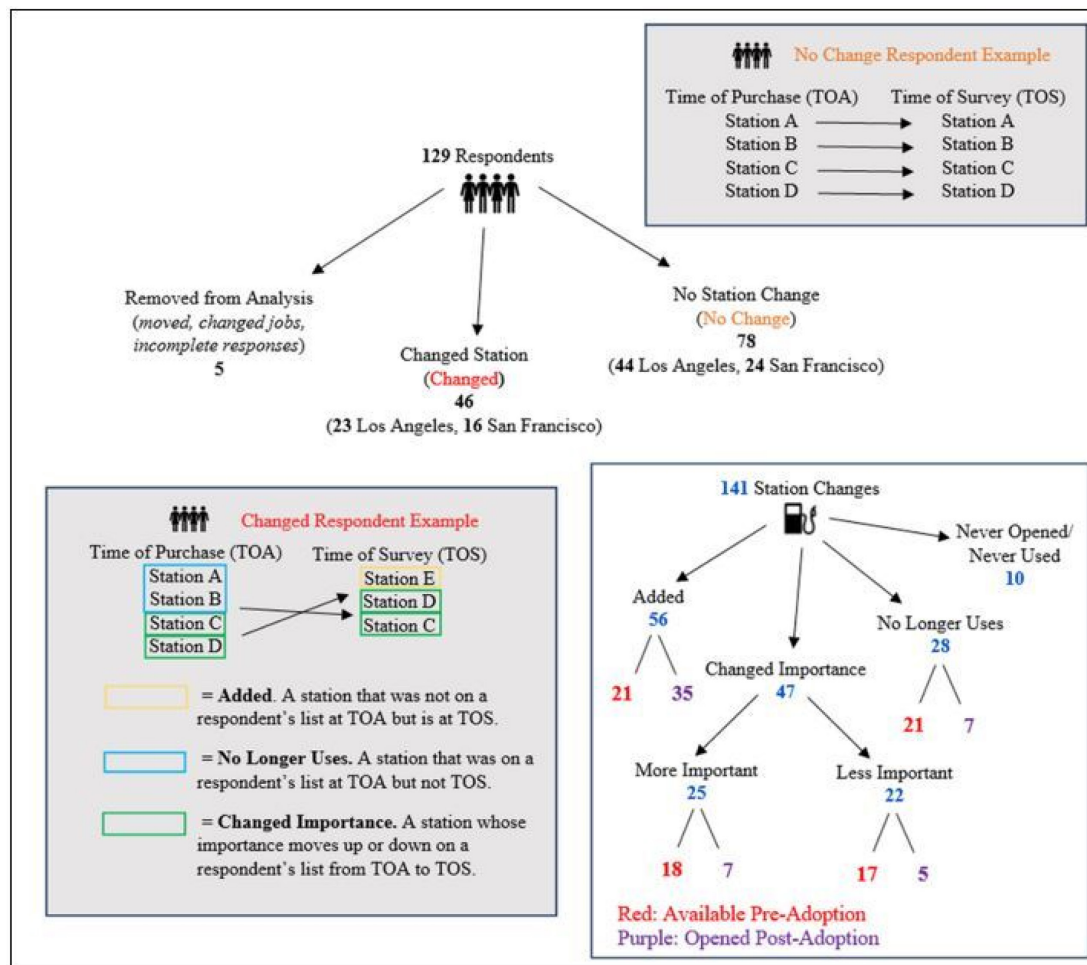 No Change Respondent Example
Time of Purchase (TOA) Time of Survey (TOS)
Station A Station A
Station B Station B
Station C Station C
Station D Station D
129 Respondents
Removed from Analysis
(moved, changed jobs,
incomplete responses)
5
Changed Station
(Changed)
46
(23 Los Angeles, 16 San Francisco)
No Station Change
(No Change)
78
(44 Los Angeles, 24 San Francisco)
Changed Respondent Example
Time of Purchase (TOA) Time of Survey (TOS)
Station A Station E
Station B Station D
Station C Station C
Station D
= Added. A station that was not on a
respondent's list at TOA but is at TOS.
= No Longer Uses. A station that was on a
respondent's list at TOA but not TOS.
= Changed Importance. A station whose
importance moves up or down on a
respondent's list from TOA to TOS.
141 Station Changes
Never Opened/
Never Used
10
Added
56
21 35
No Longer Uses
28
21 7
Changed Importance
47
More Important
25
18 7
Less Important
22
17 5
Red: Available Pre-Adoption
Purple: Opened Post-Adoption